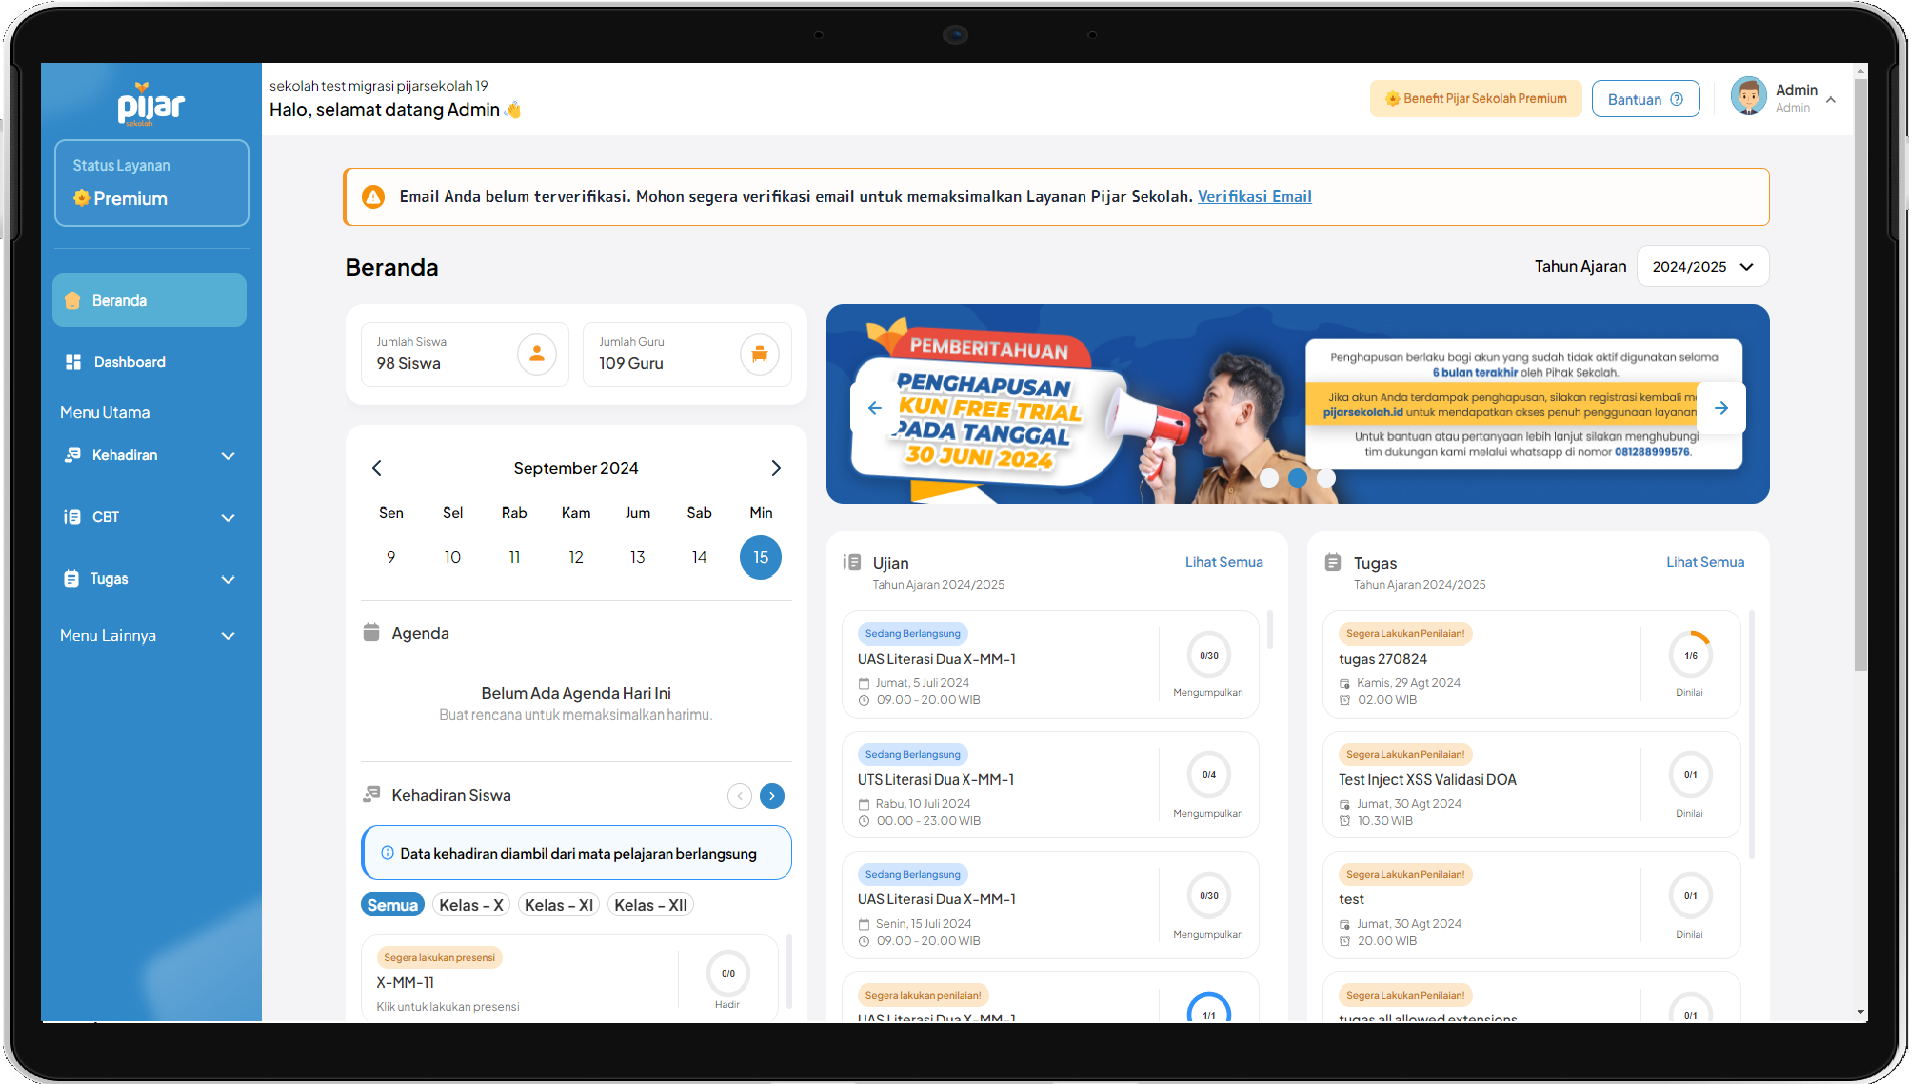 pijar
sekolah
Status Layanan
Premium
Beranda
Dashboard
Menu Utama
Kehadiran
CBT
Tugas
Menu Lainnya
sekolah test migrasi pijarsekolah 19
Halo, selamat datang Admin 👋
Benefit Pijar Sekolah Premium
Bantuan
Admin
Admin
Email Anda belum terverifikasi. Mohon segera verifikasi email untuk memaksimalkan Layanan Pijar Sekolah. Verifikasi Email
Beranda
Tahun Ajaran 2024/2025
Jumlah Siswa
98 Siswa
Jumlah Guru
109 Guru
September 2024
Sen Sel Rab Kam Jum Sab Min
9 10 11 12 13 14 15
Agenda
Belum Ada Agenda Hari Ini
Buat rencana untuk memaksimalkan harimu.
Kehadiran Siswa
Data kehadiran diambil dari mata pelajaran berlangsung
Semua Kelas - X Kelas - XI Kelas - XII
Segera lakukan presensi
X-MM-11
Klik untuk lakukan presensi
0/0
Hadir
PEMBERITAHUAN
PENGHAPUSAN
KUN FREE TRIAL
PADA TANGGAL
30 JUNI 2024
Penghapusan berlaku bagi akun yang sudah tidak aktif digunakan selama
6 bulan terakhir oleh Pihak Sekolah.
Jika akun Anda terdampak penghapusan, silakan registrasi kembali
pijarsekolah.id untuk mendapatkan akses penuh penggunaan layanan
Untuk bantuan atau pertanyaan lebih lanjut silakan menghubungi
tim dukungan kami melalui whatsapp di nomor 081288999576.
Ujian
Lihat Semua
Tahun Ajaran 2024/2025
Sedang Berlangsung
UAS Literasi Dua X-MM-1
Jumat, 5 Juli 2024
09.00 - 20.00 WIB
0/30
Mengumpulkan
Sedang Berlangsung
UTS Literasi Dua X-MM-1
Rabu, 10 Juli 2024
00.00 - 23.00 WIB
0/4
Mengumpulkan
Sedang Berlangsung
UAS Literasi Dua X-MM-1
Senin, 15 Juli 2024
09.00 - 20.00 WIB
0/30
Mengumpulkan
Segera lakukan penilaian!
UAS Literasi Dua X-MM-1
1/1
Tugas
Lihat Semua
Tahun Ajaran 2024/2025
Segera Lakukan Penilaian!
tugas 270824
Kamis, 29 Agt 2024
02.00 WIB
1/6
Dinilai
Segera Lakukan Penilaian!
Test Inject XSS Validasi DOA
Jumat, 30 Agt 2024
10.30 WIB
0/1
Dinilai
Segera Lakukan Penilaian!
test
Jumat, 30 Agt 2024
20.00 WIB
0/1
Dinilai
Segera Lakukan Penilaian!
tugas all allowed extensions
0/1